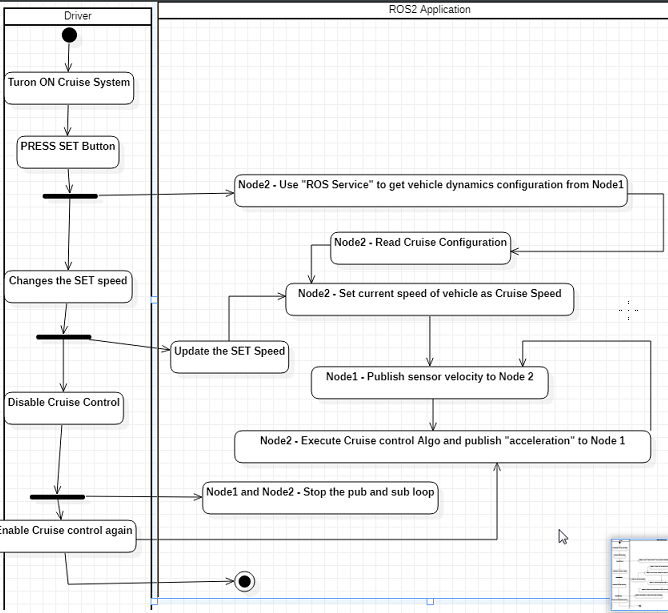 Driver
ROS2 Application
Turon ON Cruise System
PRESS SET Button
Node2 - Use "ROS Service" to get vehicle dynamics configuration from Node1
Node2 - Read Cruise Configuration
Changes the SET speed
Node2 - Set current speed of vehicle as Cruise Speed
Update the SET Speed
Node1 - Publish sensor velocity to Node 2
Disable Cruise Control
Node2 - Execute Cruise control Algo and publish "acceleration" to Node 1
Node1 and Node2 - Stop the pub and sub loop
Enable Cruise control again